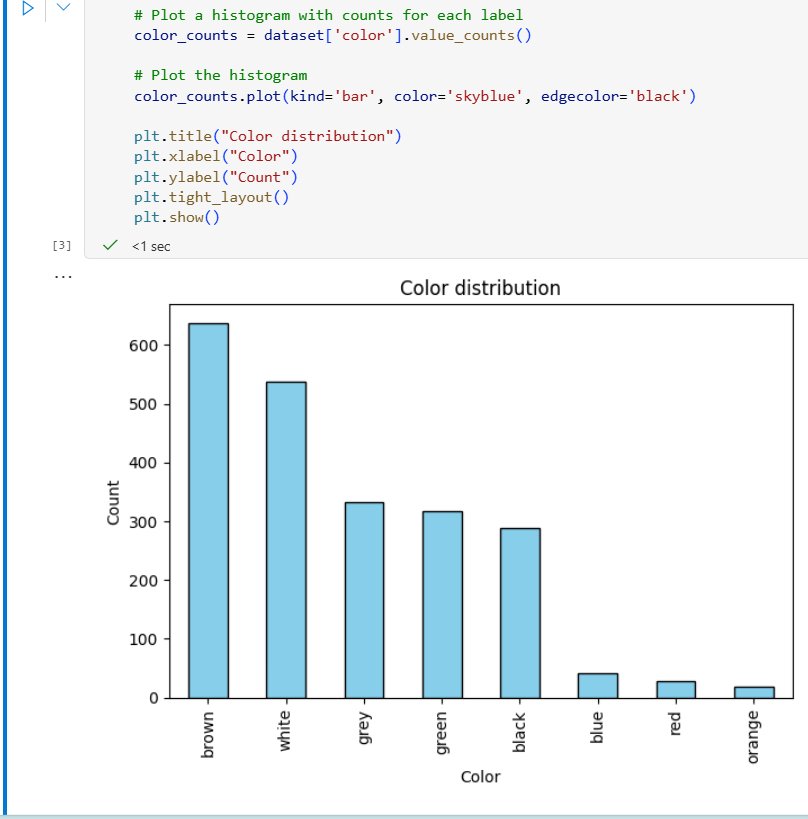 # Plot a histogram with counts for each label
color_counts = dataset['color'].value_counts()
# Plot the histogram
color_counts.plot(kind='bar', color='skyblue', edgecolor='black')
plt.title("Color distribution")
plt.xlabel("Color")
plt.ylabel("Count")
plt.tight_layout()
plt.show()
[3] <1 sec
...
Color distribution
600
500
400
300
200
100
0
Count
brown white grey green black blue red orange
Color